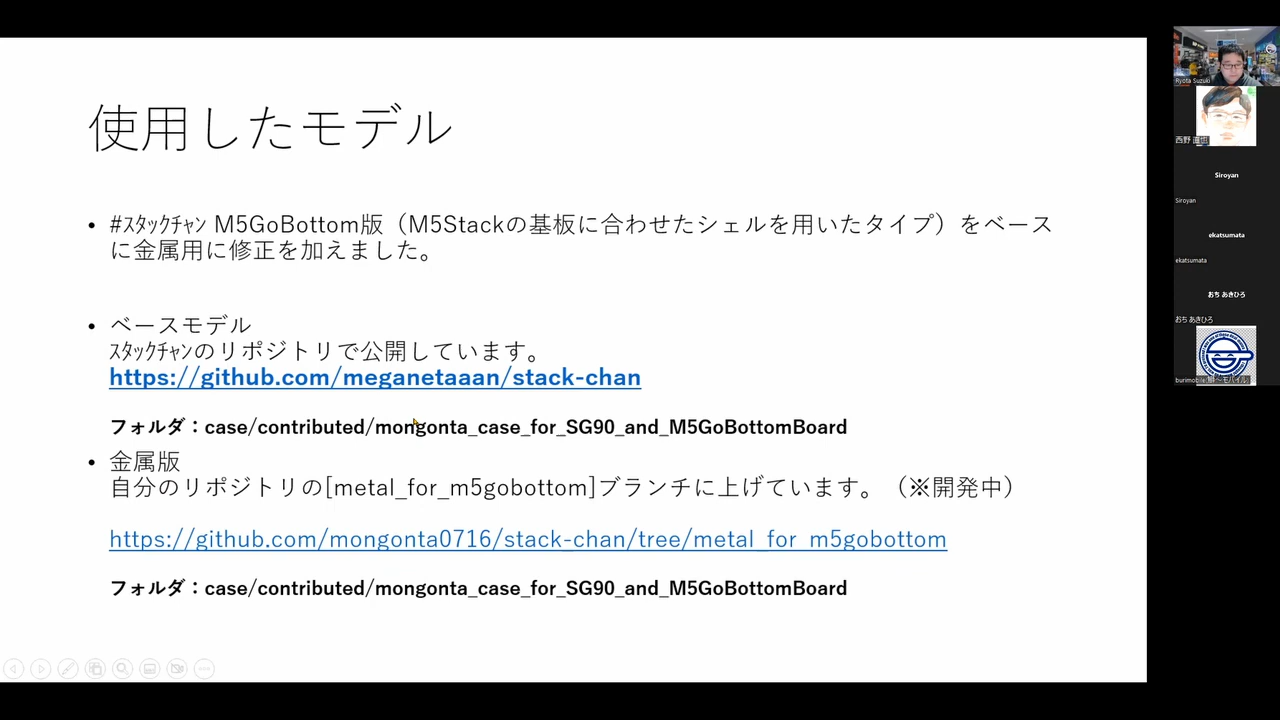 使用したモデル
• #ｽﾀｯｸﾁｬﾝ M5GoBottom版（M5Stackの基板に合わせたシェルを用いたタイプ）をベース
に金属用に修正を加えました。
• ベースモデル
ｽﾀｯｸﾁｬﾝのリポジトリで公開しています。
https://github.com/meganetaaan/stack-chan
フォルダ：case/contributed/mongonta_case_for_SG90_and_M5GoBottomBoard
• 金属版
自分のリポジトリの[metal_for_m5gobottom]ブランチに上げています。（※開発中）
https://github.com/mongonta0716/stack-chan/tree/metal_for_m5gobottom
フォルダ：case/contributed/mongonta_case_for_SG90_and_M5GoBottomBoard
Ryota Suzuki
西野
Siroyan
Siroyan
ekatsumata
ekatsumata
おち あきひろ
おち あきひろ